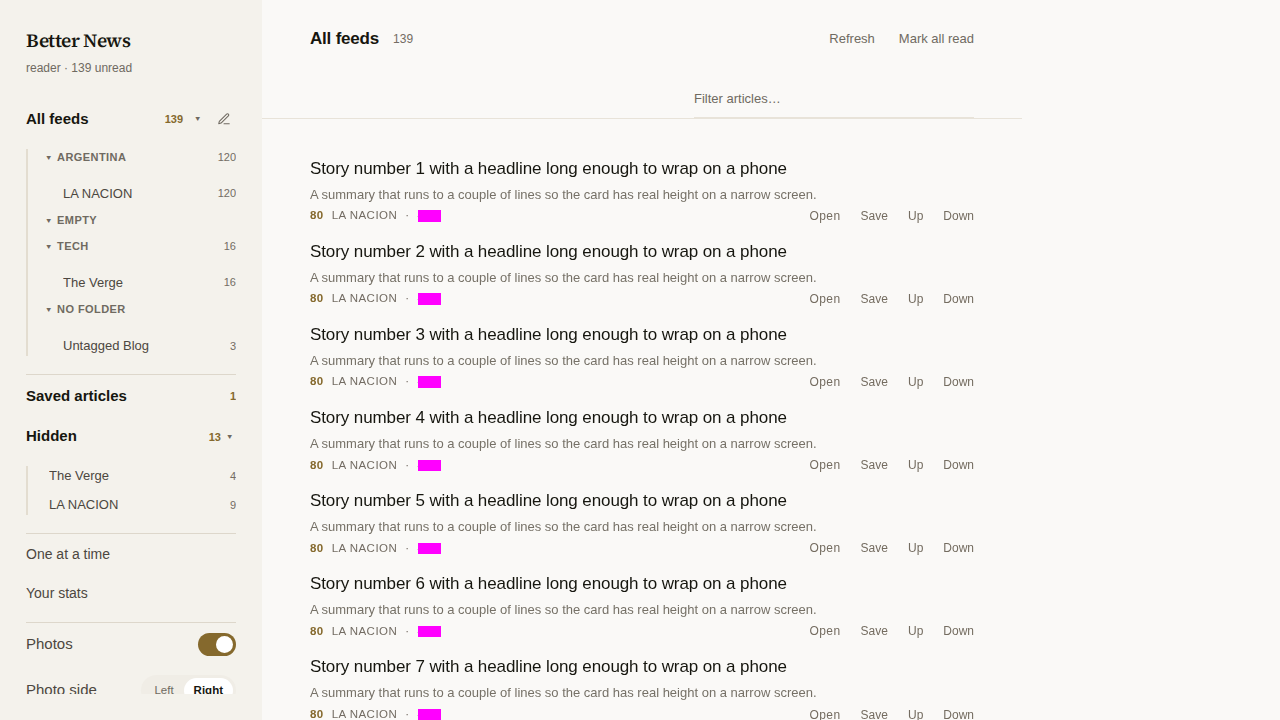 Better News
reader · 139 unread
All feeds 139 ▾
▾ ARGENTINA 120
LA NACION 120
▾ EMPTY
▾ TECH 16
The Verge 16
▾ NO FOLDER
Untagged Blog 3
Saved articles 1
Hidden 13 ▾
The Verge 4
LA NACION 9
One at a time
Your stats
Photos
Photo side Left Right
All feeds 139 Refresh Mark all read
Filter articles…
Story number 1 with a headline long enough to wrap on a phone
A summary that runs to a couple of lines so the card has real height on a narrow screen.
80 LA NACION · Open Save Up Down
Story number 2 with a headline long enough to wrap on a phone
A summary that runs to a couple of lines so the card has real height on a narrow screen.
80 LA NACION · Open Save Up Down
Story number 3 with a headline long enough to wrap on a phone
A summary that runs to a couple of lines so the card has real height on a narrow screen.
80 LA NACION · Open Save Up Down
Story number 4 with a headline long enough to wrap on a phone
A summary that runs to a couple of lines so the card has real height on a narrow screen.
80 LA NACION · Open Save Up Down
Story number 5 with a headline long enough to wrap on a phone
A summary that runs to a couple of lines so the card has real height on a narrow screen.
80 LA NACION · Open Save Up Down
Story number 6 with a headline long enough to wrap on a phone
A summary that runs to a couple of lines so the card has real height on a narrow screen.
80 LA NACION · Open Save Up Down
Story number 7 with a headline long enough to wrap on a phone
A summary that runs to a couple of lines so the card has real height on a narrow screen.
80 LA NACION · Open Save Up Down